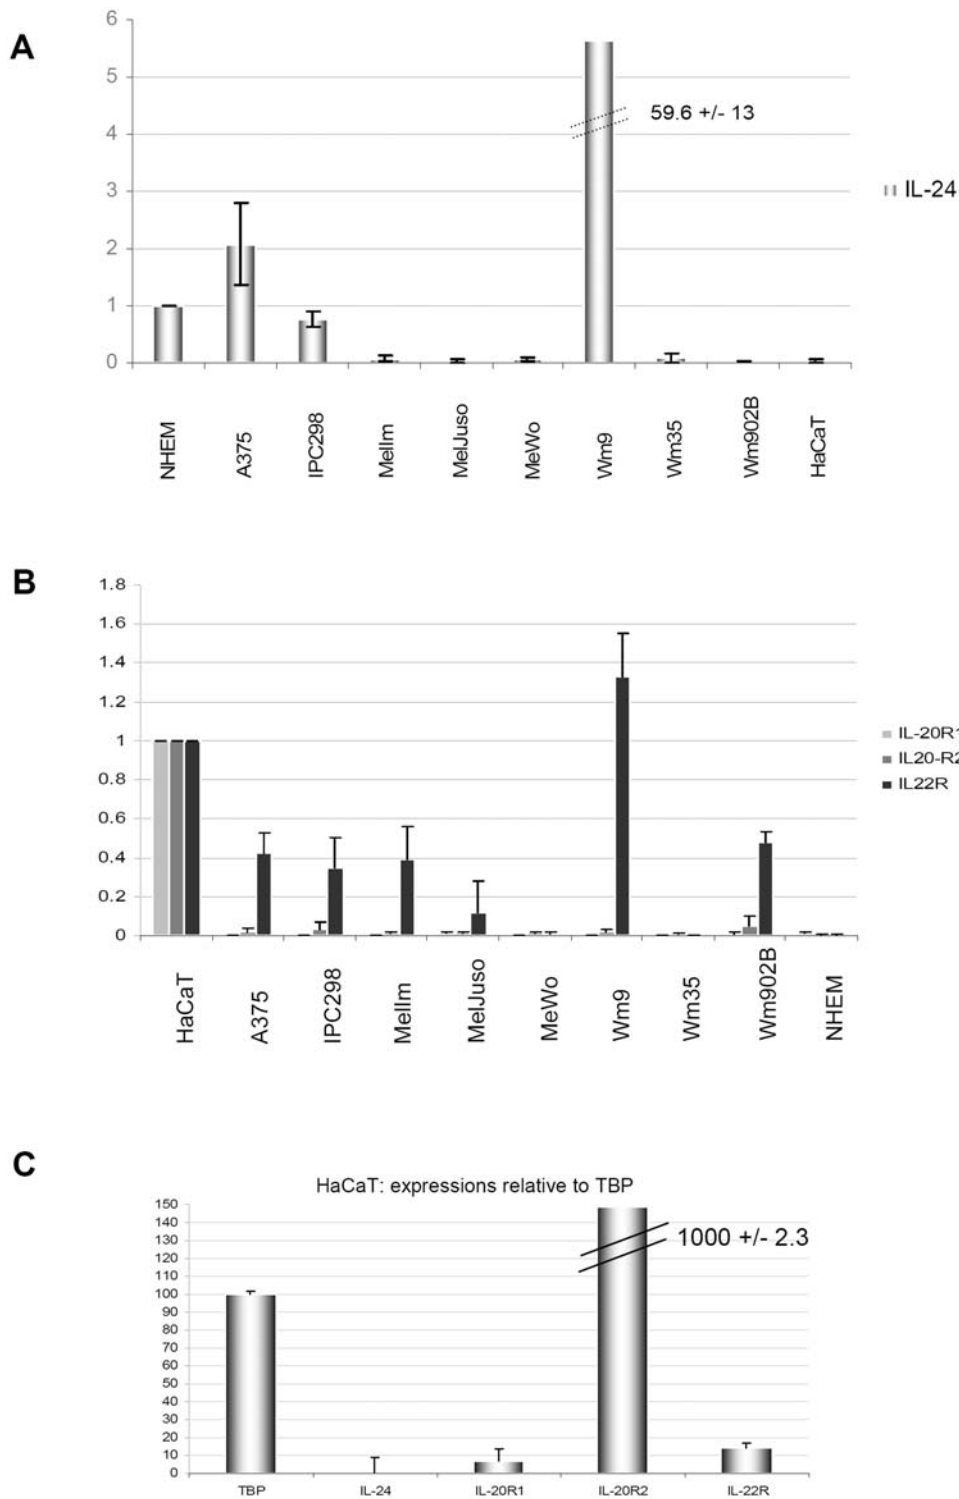 A
6
5
4
3
2
1
0
59.6 +/- 13
IL-24
NHEM
A375
IPC298
MelIm
MelJuso
MeWo
Wm9
Wm35
Wm902B
HaCaT
B
1.8
1.6
1.4
1.2
1
0.8
0.6
0.4
0.2
0
IL-20R1
IL20-R2
IL22R
HaCaT
A375
IPC298
MelIm
MelJuso
MeWo
Wm9
Wm35
Wm902B
NHEM
C
HaCaT: expressions relative to TBP
150
140
130
120
110
100
90
80
70
60
50
40
30
20
10
0
1000 +/- 2.3
TBP
IL-24
IL-20R1
IL-20R2
IL-22R